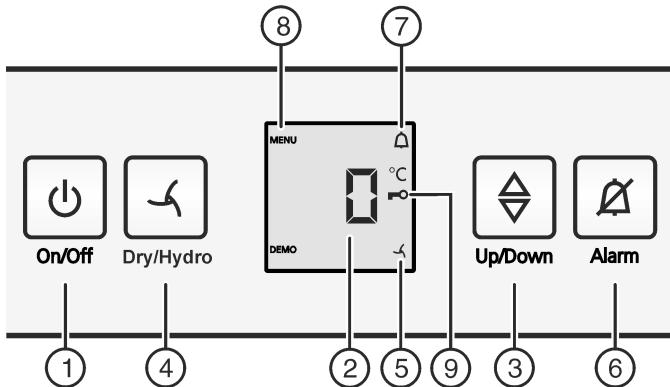 8 7
MENU
0 °C
DEMO
On/Off Dry/Hydro Up/Down Alarm
1 4 2 5 9 3 6